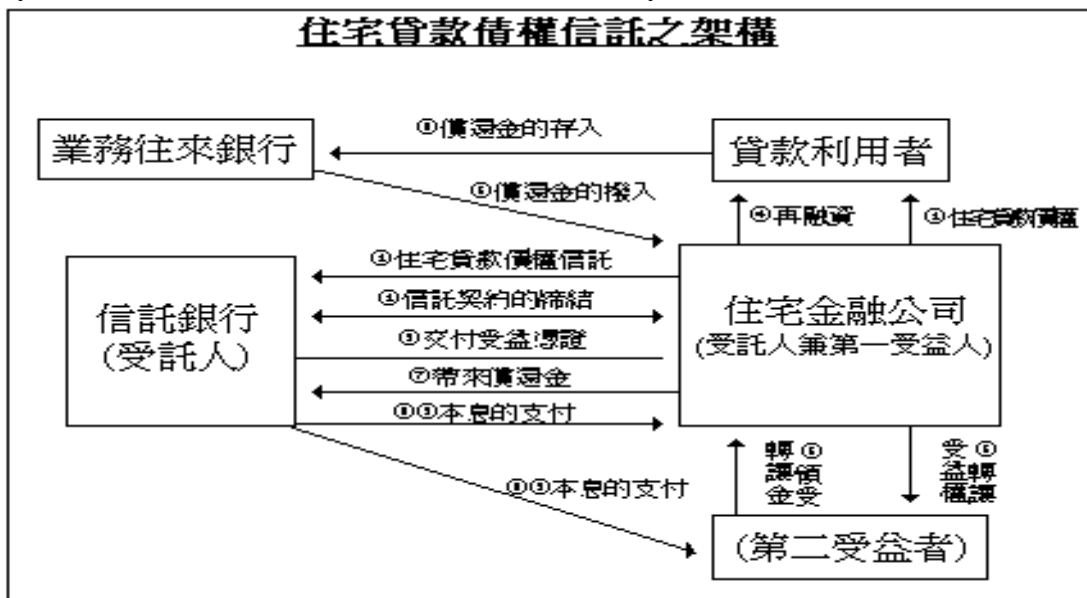 住宅貸款債權信託之架構
償還金的存入
業務往來銀行
貸款利用者
償還金的撥入
④再融資
住宅貸款債權
住宅貸款債權信託
信託契約的締結
信託銀行
(受託人)
住宅金融公司
(受託人兼第一受益人)
交付受益憑證
⑦帶來償還金
本息的支付
轉讓金領受
受益權轉讓
本息的支付
(第二受益者)